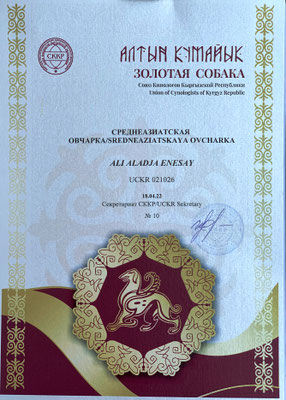 СККР
АЛТЫН КУМАЙЫК
ЗОЛОТАЯ СОБАКА
Союз Кинологов Кыргызской Республики
Union of Cynologists of Kyrgyz Republic
СРЕДНЕАЗИАТСКАЯ
ОВЧАРКА/SREDNEAZIATSKAYA OVCHARKA
ALI ALADJA ENESAY
UCKR 021026
18.04.22
Секретариат СККР/UCKR Sekretary
№ 10